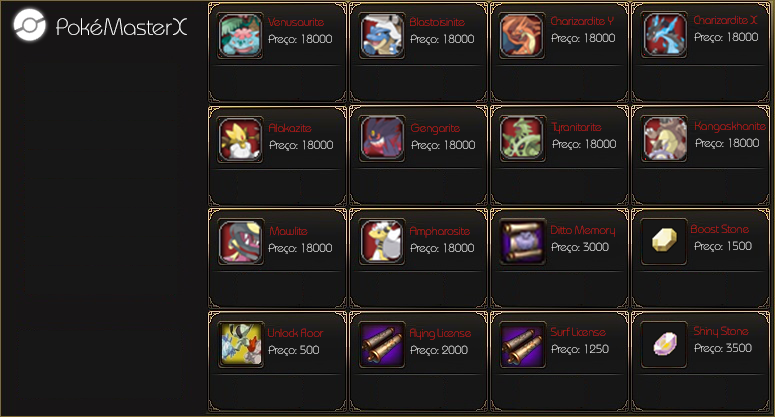 PokéMasterX
Venusaurite
Preço: 18000
Blastoisinite
Preço: 18000
Charizardite Y
Preço: 18000
Charizardite X
Preço: 18000
Alakazite
Preço: 18000
Gengarite
Preço: 18000
Tyranitarite
Preço: 18000
Kangaskhanite
Preço: 18000
Mawlite
Preço: 18000
Ampharosite
Preço: 18000
Ditto Memory
Preço: 3000
Boost Stone
Preço: 1500
Unlock Floor
Preço: 500
Flying License
Preço: 2000
Surf License
Preço: 1250
Shiny Stone
Preço: 3500